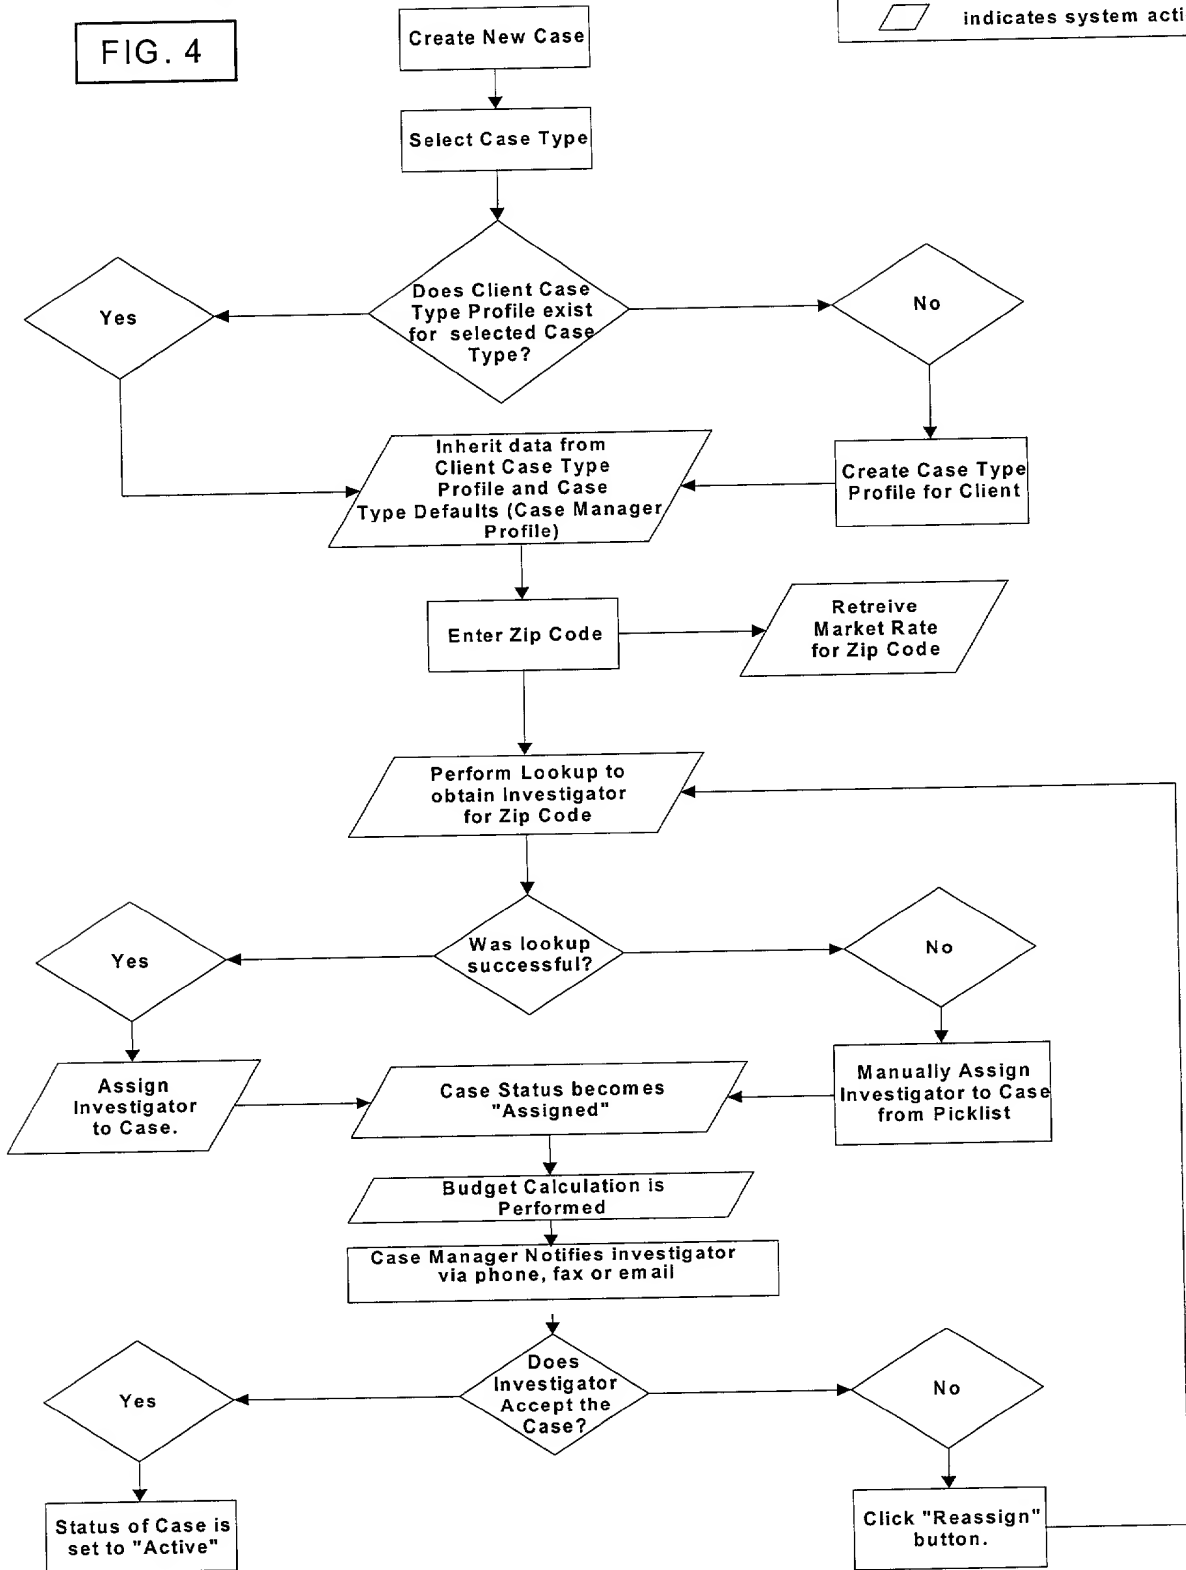 FIG. 4
indicates system acti
Create New Case
Select Case Type
Does Client Case
Type Profile exist
for selected Case
Type?
Yes
No
Inherit data from
Client Case Type
Profile and Case
Type Defaults (Case Manager
Profile)
Create Case Type
Profile for Client
Enter Zip Code
Retreive
Market Rate
for Zip Code
Perform Lookup to
obtain Investigator
for Zip Code
Was lookup
successful?
Yes
No
Assign
Investigator
to Case.
Case Status becomes
"Assigned"
Manually Assign
Investigator to Case
from Picklist
Budget Calculation is
Performed
Case Manager Notifies investigator
via phone, fax or email
Does
Investigator
Accept the
Case?
Yes
No
Status of Case is
set to "Active"
Click "Reassign"
button.